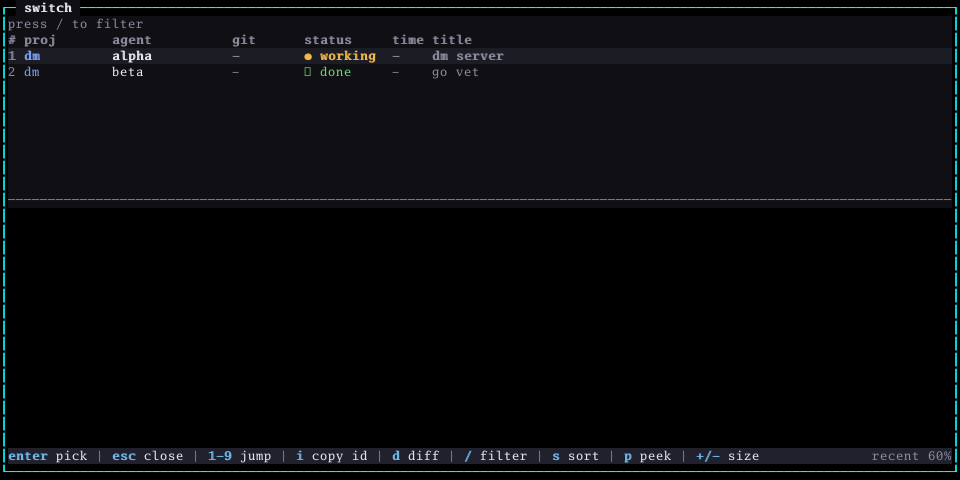 switch
press / to filter
# proj agent git status time title
1 dm alpha – ● working – dm server
2 dm beta – ▯ done – go vet
enter pick | esc close | 1–9 jump | i copy id | d diff | / filter | s sort | p peek | +/– size recent 60%